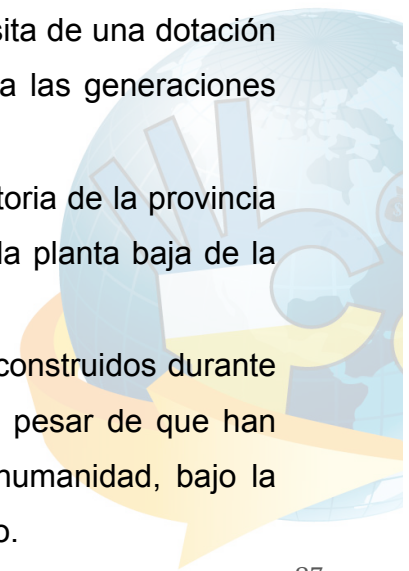 sita de una dotación
a las generaciones
toria de la provincia
la planta baja de la
construidos durante
pesar de que han
humanidad, bajo la
o.